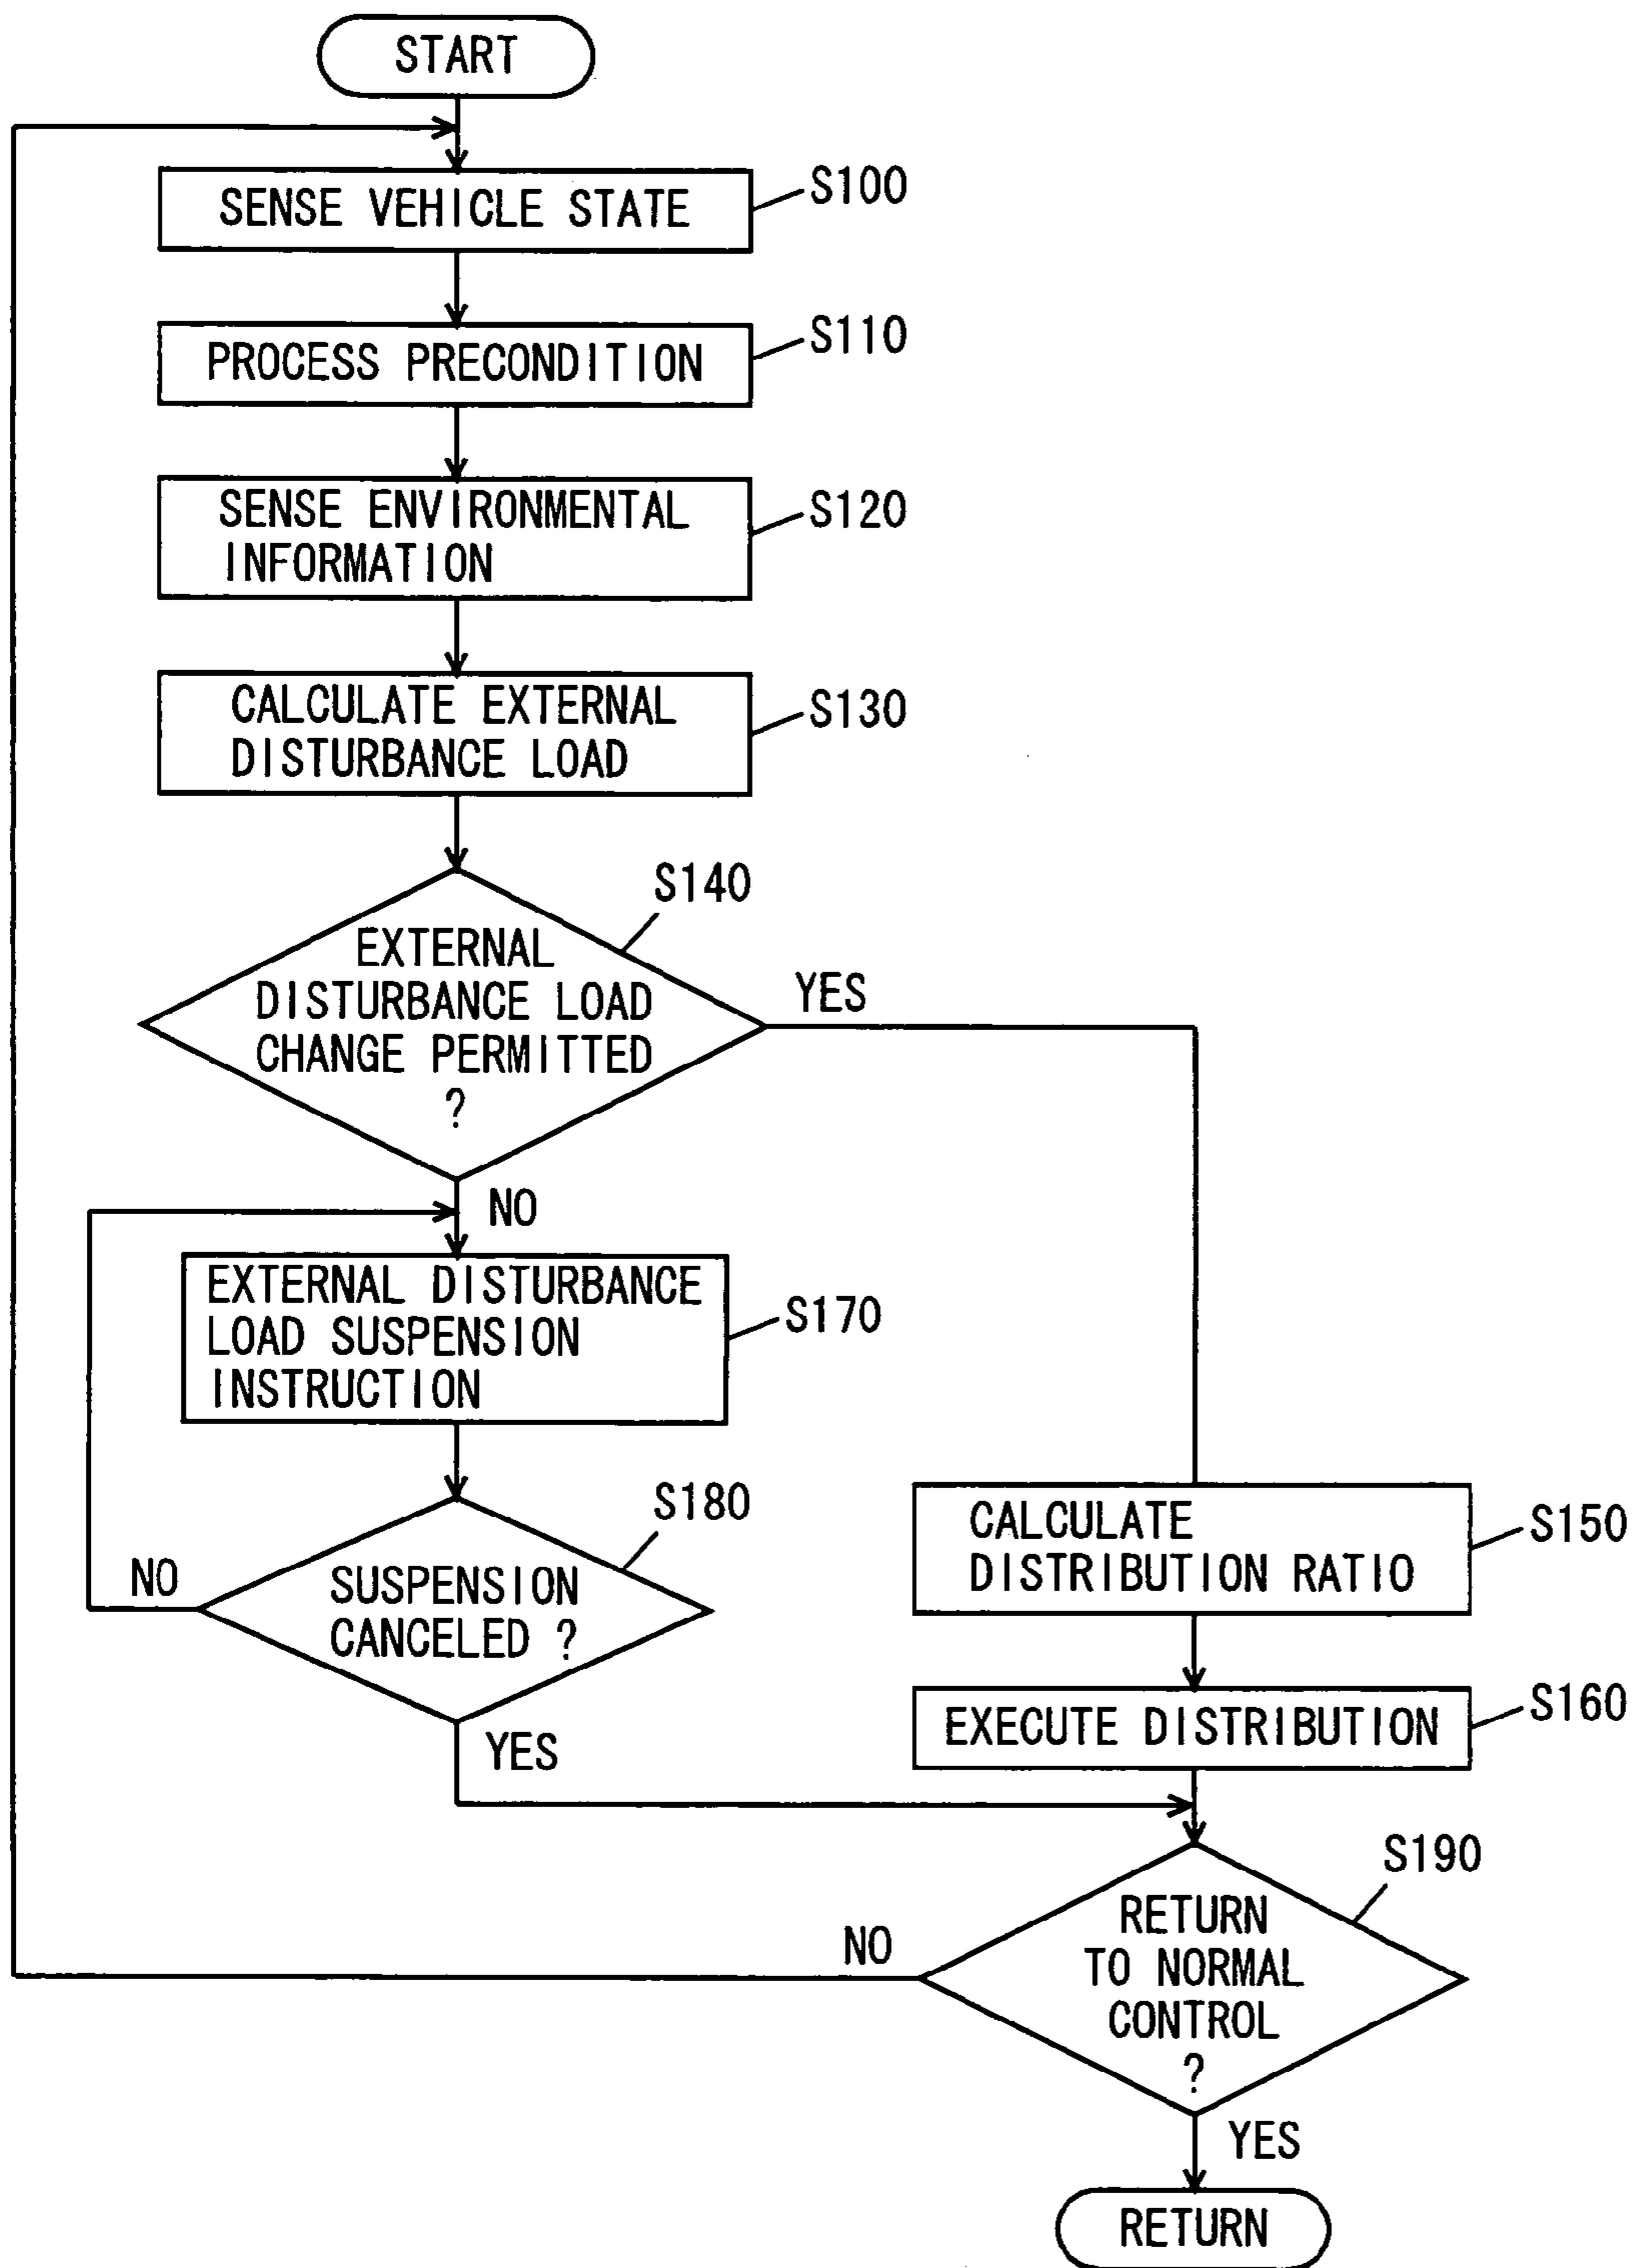 START
SENSE VEHICLE STATE
S100
PROCESS PRECONDITION
S110
SENSE ENVIRONMENTAL
INFORMATION
S120
CALCULATE EXTERNAL
DISTURBANCE LOAD
S130
S140
EXTERNAL
DISTURBANCE LOAD
CHANGE PERMITTED
?
YES
NO
EXTERNAL DISTURBANCE
LOAD SUSPENSION
INSTRUCTION
S170
S180
SUSPENSION
CANCELED ?
NO
YES
CALCULATE
DISTRIBUTION RATIO
S150
EXECUTE DISTRIBUTION
S160
S190
RETURN
TO NORMAL
CONTROL
?
NO
YES
RETURN